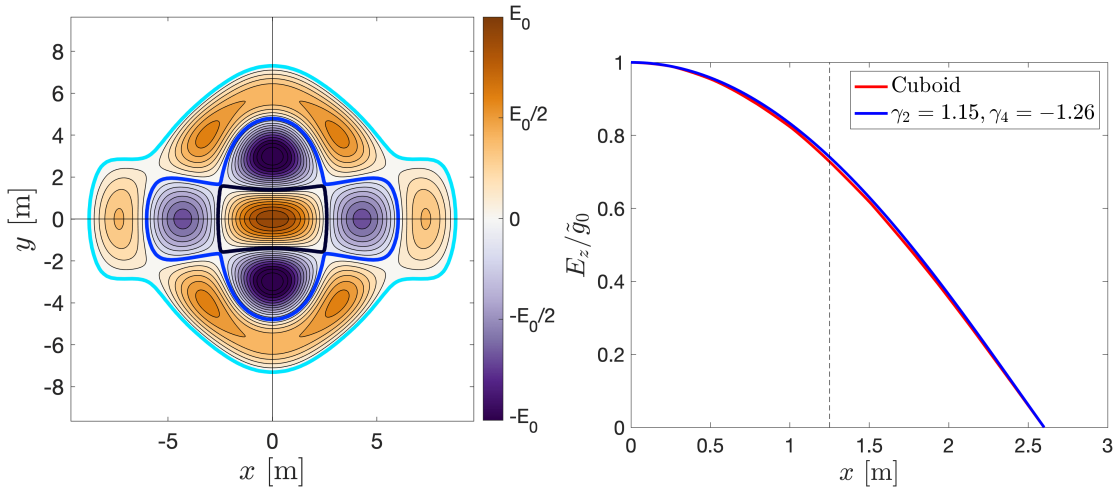 8
6
4
2
0
-2
-4
-6
-8
y [m]
-5
0
5
x [m]
E₀
E₀/2
0
-E₀/2
-E₀
1
0.8
0.6
0.4
0.2
0
E_z/g̃₀
0
0.5
1
1.5
2
2.5
3
x [m]
Cuboid
γ₂ = 1.15, γ₄ = −1.26